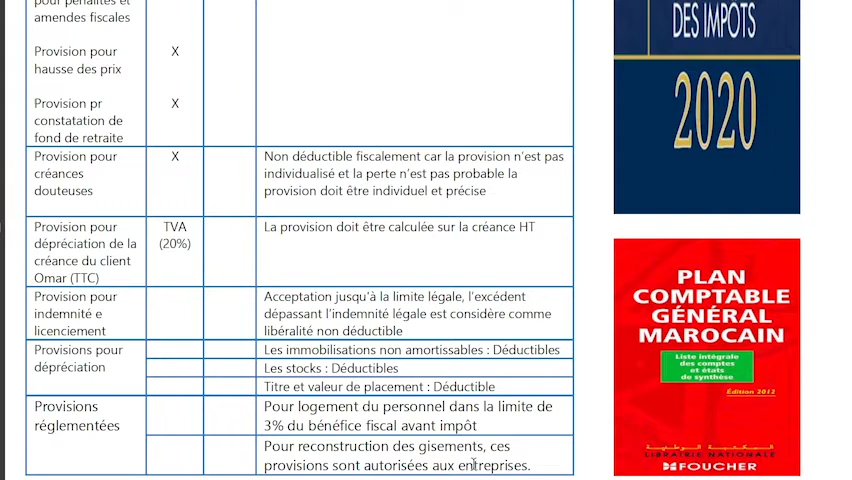 pour pénalités et
amendes fiscales
Provision pour
hausse des prix
X
Provision pr
constatation de
fond de retraite
X
Provision pour
créances
douteuses
X
Non déductible fiscalement car la provision n'est pas
individualisé et la perte n'est pas probable la
provision doit être individuel et précise
Provision pour
dépréciation de la
créance du client
Omar (TTC)
TVA
(20%)
La provision doit être calculée sur la créance HT
Provision pour
indemnité e
licenciement
Acceptation jusqu'à la limite légale, l'excédent
dépassant l'indemnité légale est considère comme
libéralité non déductible
Provisions pour
dépréciation
Les immobilisations non amortissables : Déductibles
Les stocks : Déductibles
Titre et valeur de placement : Déductible
Provisions
réglementées
Pour logement du personnel dans la limite de
3% du bénéfice fiscal avant impôt
Pour reconstruction des gisements, ces
provisions sont autorisées aux entreprises.
DES IMPÔTS
2020
PLAN
COMPTABLE
GÉNÉRAL
MAROCAIN
Liste intégrale
des comptes
et états
de synthèse
Édition 2012
المكتبة الوطنية
LIBRAIRIE NATIONALE
FOUCHER